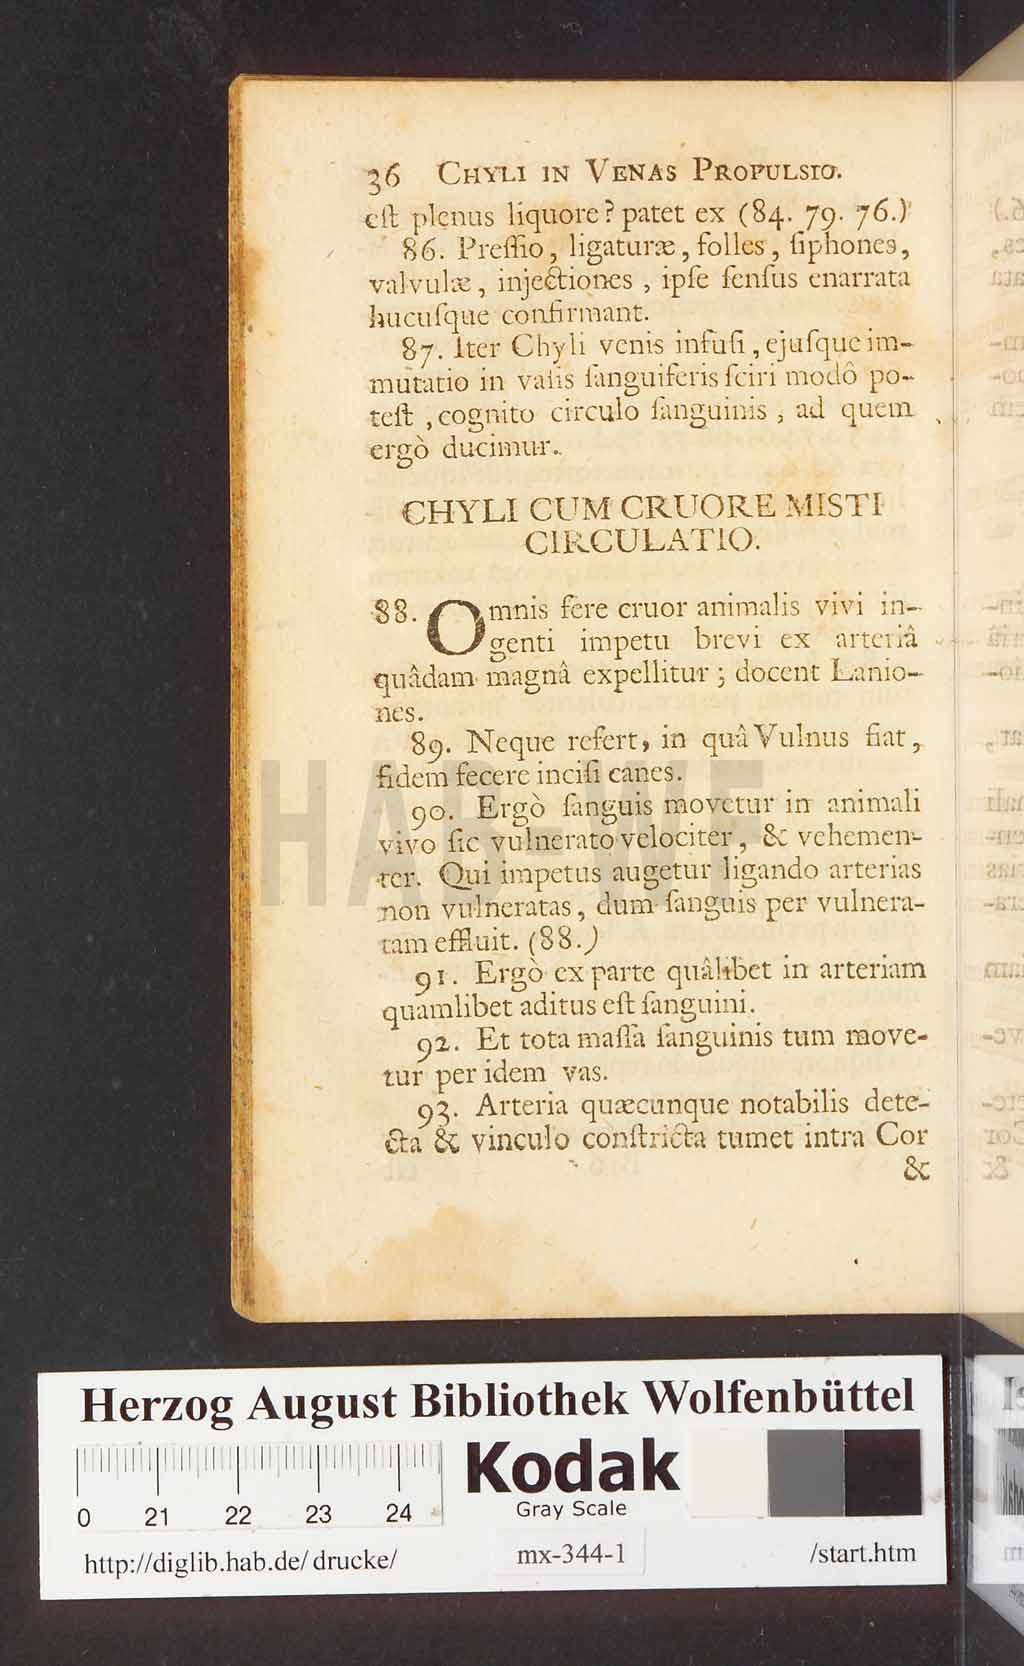 36 CHYLI IN VENAS PROPULSIO.
eſt plenus liquore? patet ex (84. 79. 76.)
86. Preſſio, ligaturæ, folles, ſiphones,
valvulæ, injectiones, ipſe ſenſus enarrata
hucuſque confirmant.
87. Iter Chyli venis infuſi, ejuſque im-
mutatio in vaſis ſanguiferis ſciri modô po-
teſt, cognito circulo ſanguinis, ad quem
ergò ducimur.
CHYLI CUM CRUORE MISTI
CIRCULATIO.
88. Omnis fere cruor animalis vivi in-
genti impetu brevi ex arteriâ
quâdam magnâ expellitur; docent Lanio-
nes.
89. Neque refert, in quâ Vulnus fiat,
fidem fecere inciſi canes.
90. Ergò ſanguis movetur in animali
vivo ſic vulnerato velociter, & vehemen-
ter. Qui impetus augetur ligando arterias
non vulneratas, dum ſanguis per vulnera-
tam effluit. (88.)
91. Ergò ex parte quâlibet in arteriam
quamlibet aditus eſt ſanguini.
92. Et tota maſſa ſanguinis tum move-
tur per idem vas.
93. Arteria quæcunque notabilis dete-
cta & vinculo conſtricta tumet intra Cor
&
HAB-WF
Herzog August Bibliothek Wolfenbüttel
Kodak
Gray Scale
0 21 22 23 24
http://diglib.hab.de/drucke/ mx-344-1 /start.htm